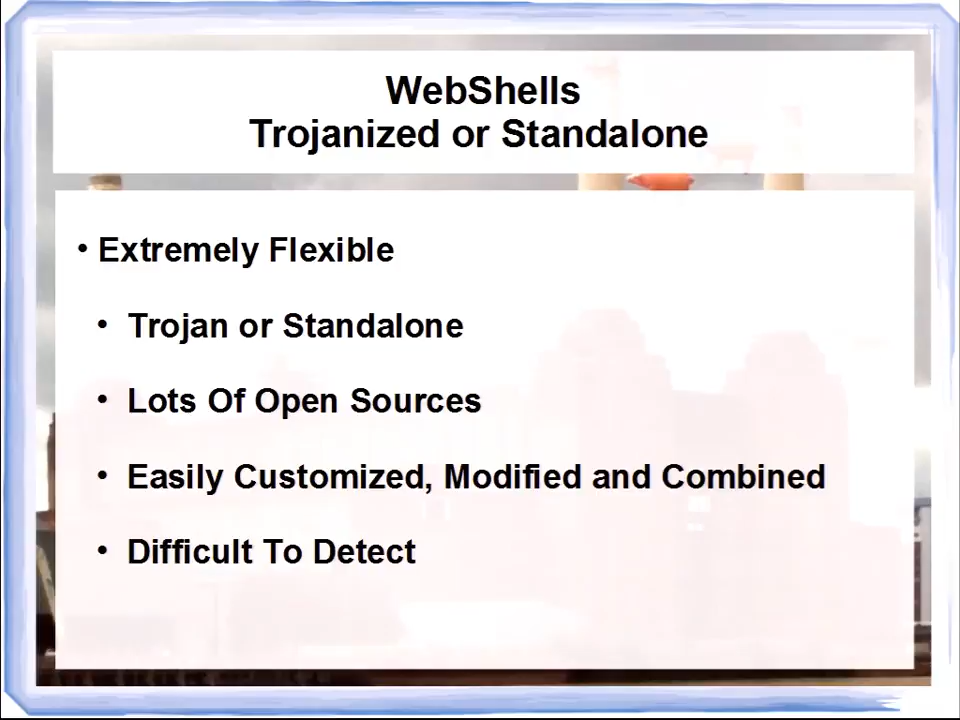 WebShells
Trojanized or Standalone
• Extremely Flexible
• Trojan or Standalone
• Lots Of Open Sources
• Easily Customized, Modified and Combined
• Difficult To Detect